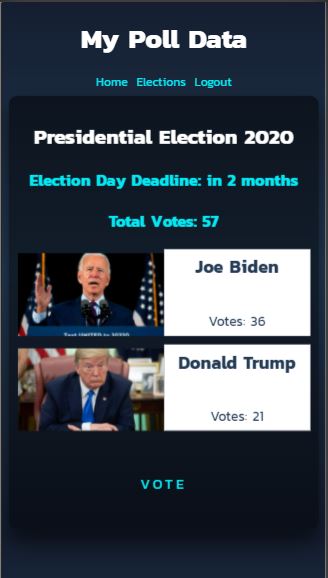 My Poll Data
Home Elections Logout
Presidential Election 2020
Election Day Deadline: in 2 months
Total Votes: 57
Joe Biden
Votes: 36
Text UNITED to 30330
Donald Trump
Votes: 21
VOTE